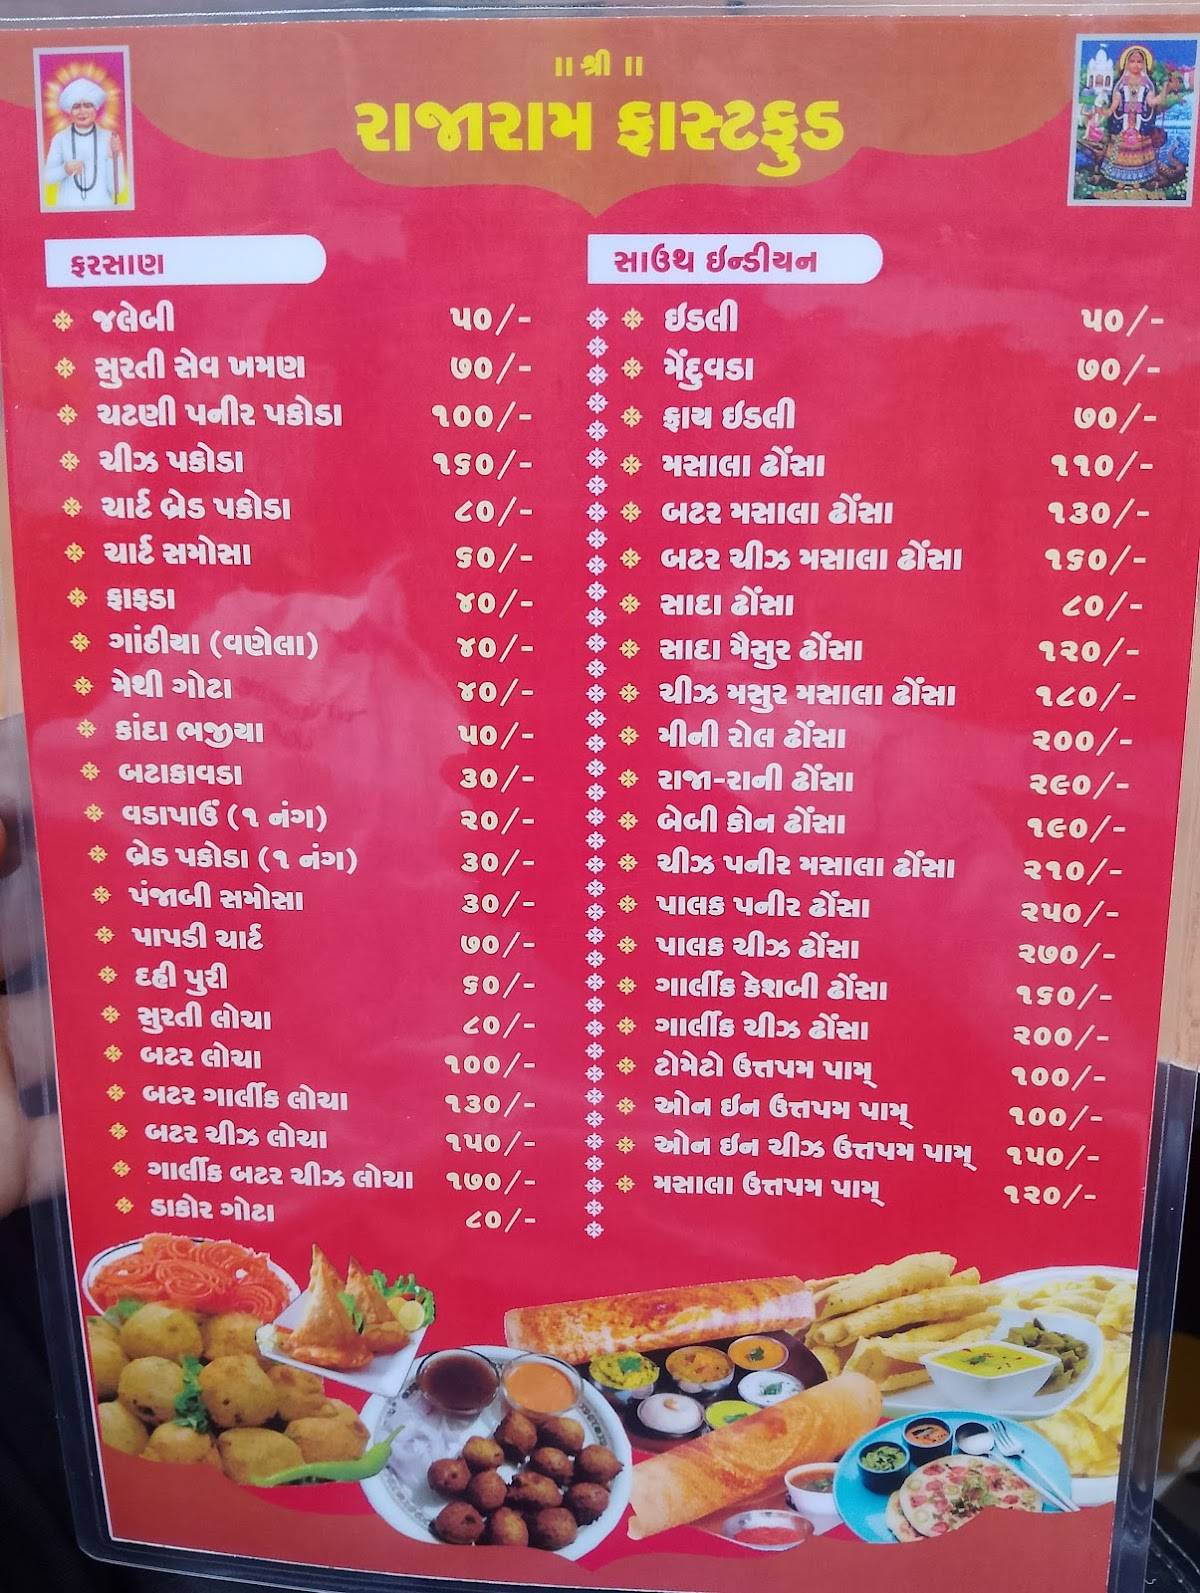 ॥ श्री ॥
રાજારામ ફાસ્ટફુડ
ફરસાણ
જલેબી ૫૦/-
સુરતી સેવ ખમણ ૭૦/-
ચટણી પનીર પકોડા ૧૦૦/-
ચીઝ પકોડા ૧૬૦/-
ચાર્ટ બ્રેડ પકોડા ૮૦/-
ચાર્ટ સમોસા ૬૦/-
ફાફડા ૪૦/-
ગાંઠીયા (વણેલા) ૪૦/-
મેથી ગોટા ૪૦/-
કાંદા ભજીયા ૫૦/-
બટાકાવડા ૩૦/-
વડાપાઉં (૧ નંગ) ૨૦/-
બ્રેડ પકોડા (૧ નંગ) ૩૦/-
પંજાબી સમોસા ૩૦/-
પાપડી ચાર્ટ ૭૦/-
દહી પુરી ૬૦/-
સુરતી લોચા ૮૦/-
બટર લોચા ૧૦૦/-
બટર ગાર્લીક લોચા ૧૩૦/-
બટર ચીઝ લોચા ૧૫૦/-
ગાર્લીક બટર ચીઝ લોચા ૧૭૦/-
ડાકોર ગોટા ૮૦/-
સાઉથ ઇન્ડીયન
ઇડલી ૫૦/-
મેંદુવડા ૭૦/-
ફ્રાય ઇડલી ૭૦/-
મસાલા ઢોંસા ૧૧૦/-
બટર મસાલા ઢોંસા ૧૩૦/-
બટર ચીઝ મસાલા ઢોંસા ૧૬૦/-
સાદા ઢોંસા ૮૦/-
સાદા મૈસુર ઢોંસા ૧૨૦/-
ચીઝ મસુર મસાલા ઢોંસા ૧૮૦/-
મીની રોલ ઢોંસા ૨૦૦/-
રાજા-રાની ઢોંસા ૨૯૦/-
બેબી કોન ઢોંસા ૧૯૦/-
ચીઝ પનીર મસાલા ઢોંસા ૨૧૦/-
પાલક પનીર ઢોંસા ૨૫૦/-
પાલક ચીઝ ઢોંસા ૨૭૦/-
ગાર્લીક કેશબી ઢોંસા ૧૬૦/-
ગાર્લીક ચીઝ ઢોંસા ૨૦૦/-
ટોમેટો ઉત્તપમ પામ્ ૧૦૦/-
ઓન ઇન ઉત્તપમ પામ્ ૧૦૦/-
ઓન ઇન ચીઝ ઉત્તપમ પામ્ ૧૫૦/-
મસાલા ઉત્તપમ પામ્ ૧૨૦/-